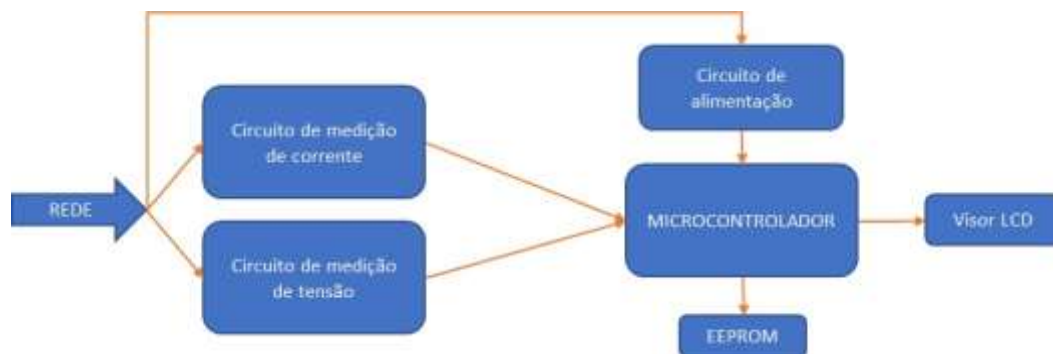 Circuito de
alimentação
Circuito de medição
de corrente
REDE
MICROCONTROLADOR
Visor LCD
Circuito de medição
de tensão
EEPROM